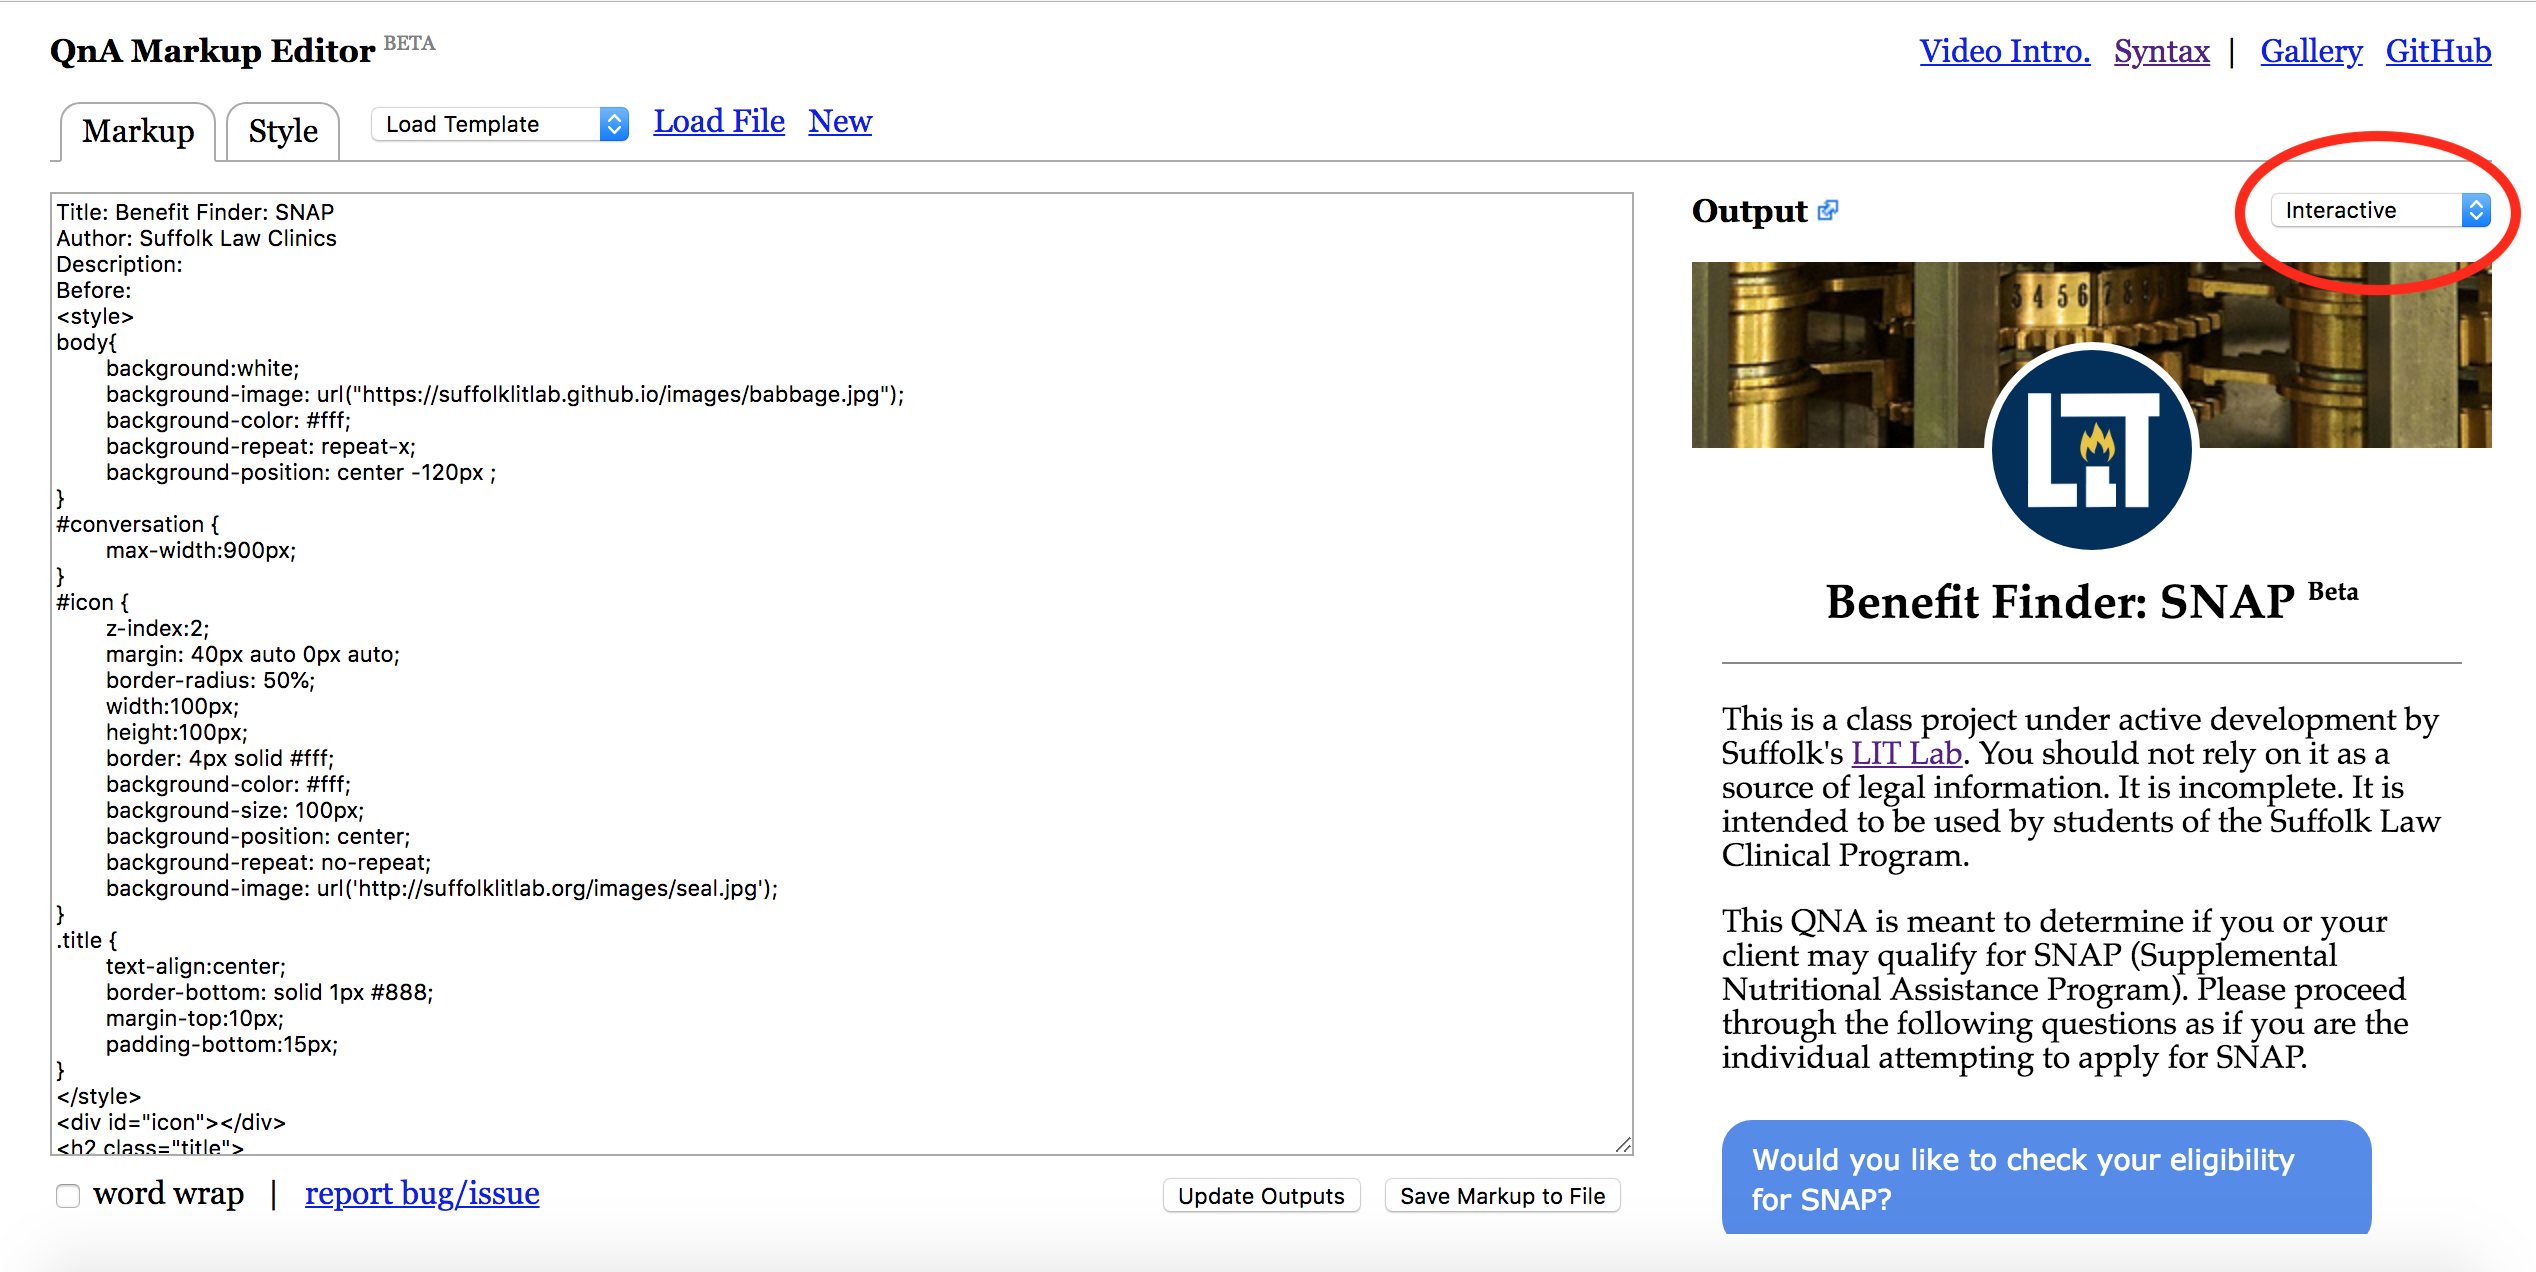 QnA Markup Editor BETA
Video Intro. Syntax | Gallery GitHub
Markup Style Load Template Load File New
Title: Benefit Finder: SNAP
Author: Suffolk Law Clinics
Description:
Before:
<style>
body{
background:white;
background-image: url("https://suffolklitlab.github.io/images/babbage.jpg");
background-color: #fff;
background-repeat: repeat-x;
background-position: center -120px ;
}
#conversation {
max-width:900px;
}
#icon {
z-index:2;
margin: 40px auto 0px auto;
border-radius: 50%;
width:100px;
height:100px;
border: 4px solid #fff;
background-color: #fff;
background-size: 100px;
background-position: center;
background-repeat: no-repeat;
background-image: url('http://suffolklitlab.org/images/seal.jpg');
}
.title {
text-align:center;
border-bottom: solid 1px #888;
margin-top:10px;
padding-bottom:15px;
}
</style>
<div id="icon"></div>
<h2 class="title">
word wrap | report bug/issue
Update Outputs Save Markup to File
Output
Interactive
3 4 5 6 7 8 9
LIT
Benefit Finder: SNAP Beta
This is a class project under active development by
Suffolk's LIT Lab. You should not rely on it as a
source of legal information. It is incomplete. It is
intended to be used by students of the Suffolk Law
Clinical Program.
This QNA is meant to determine if you or your
client may qualify for SNAP (Supplemental
Nutritional Assistance Program). Please proceed
through the following questions as if you are the
individual attempting to apply for SNAP.
Would you like to check your eligibility
for SNAP?